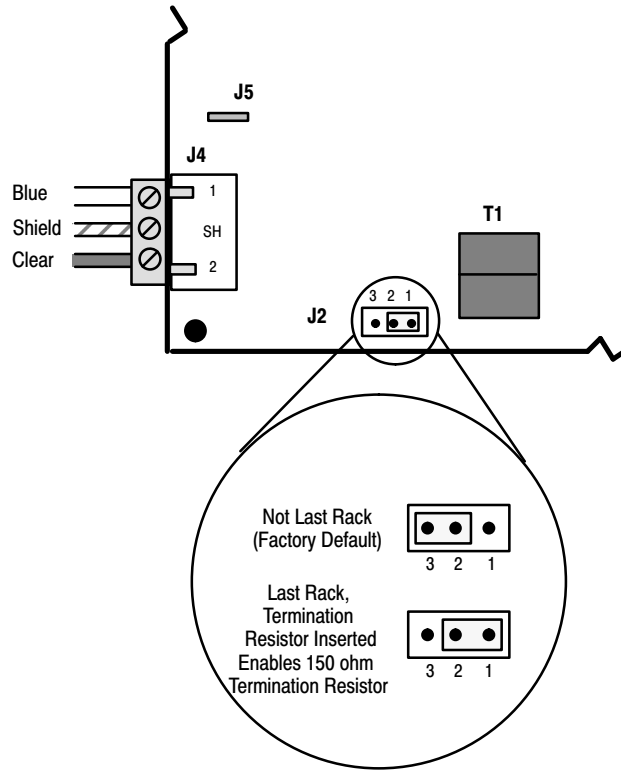 J5
J4
Blue
1
Shield
SH
Clear
2
T1
J2
3 2 1
Not Last Rack
(Factory Default)
3 2 1
Last Rack,
Termination
Resistor Inserted
Enables 150 ohm
Termination Resistor
3 2 1